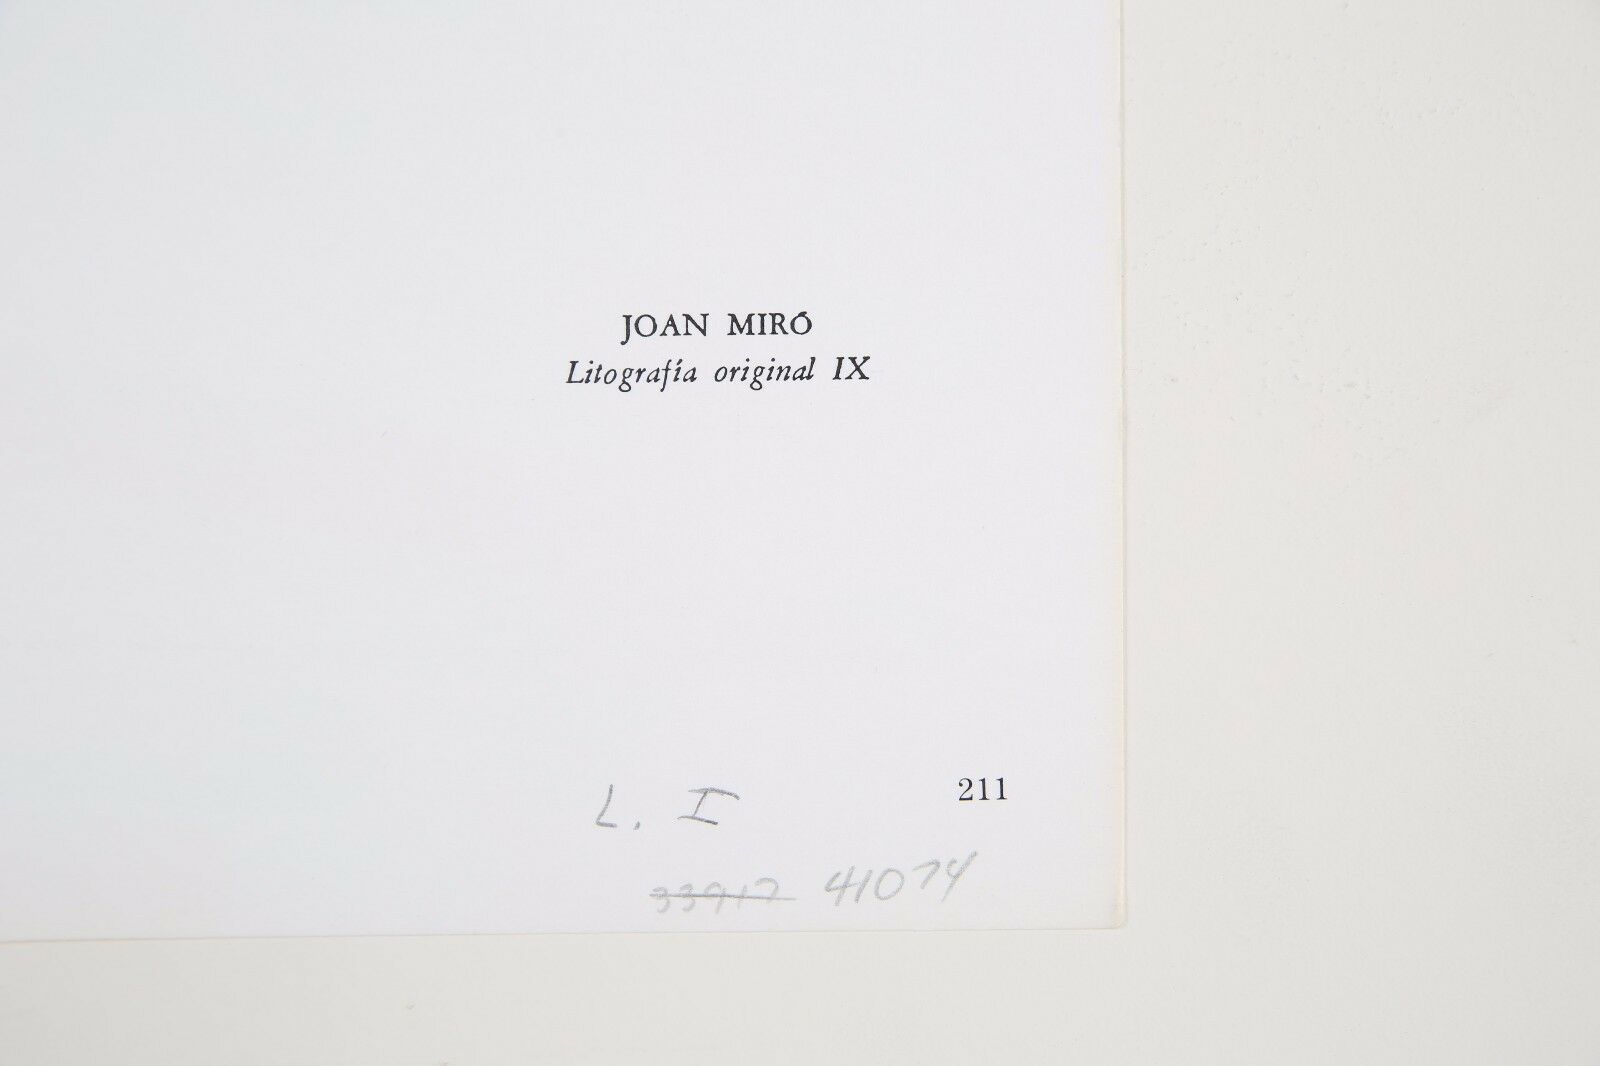 JOAN MIRÓ
Litografía original IX
211
L. I
33917 41074